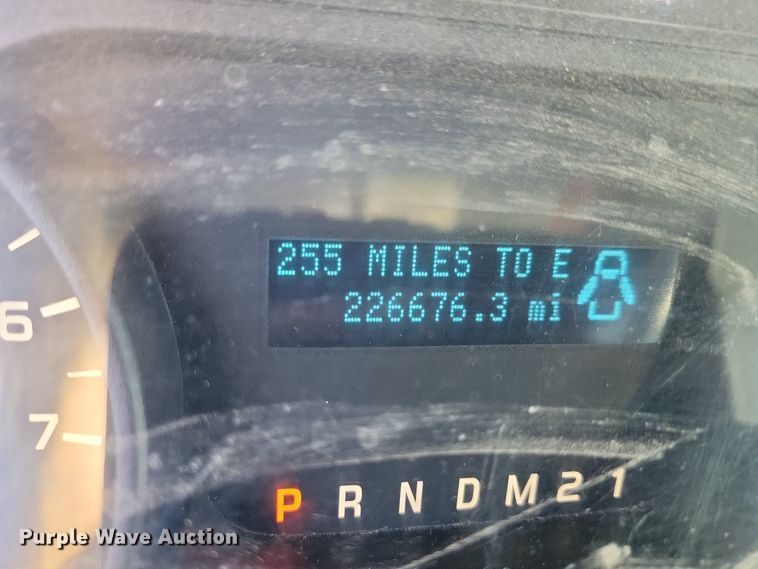 255 MILES TO E
226676.3 mi
6
7
P R N D M 2 1
Purple Wave Auction